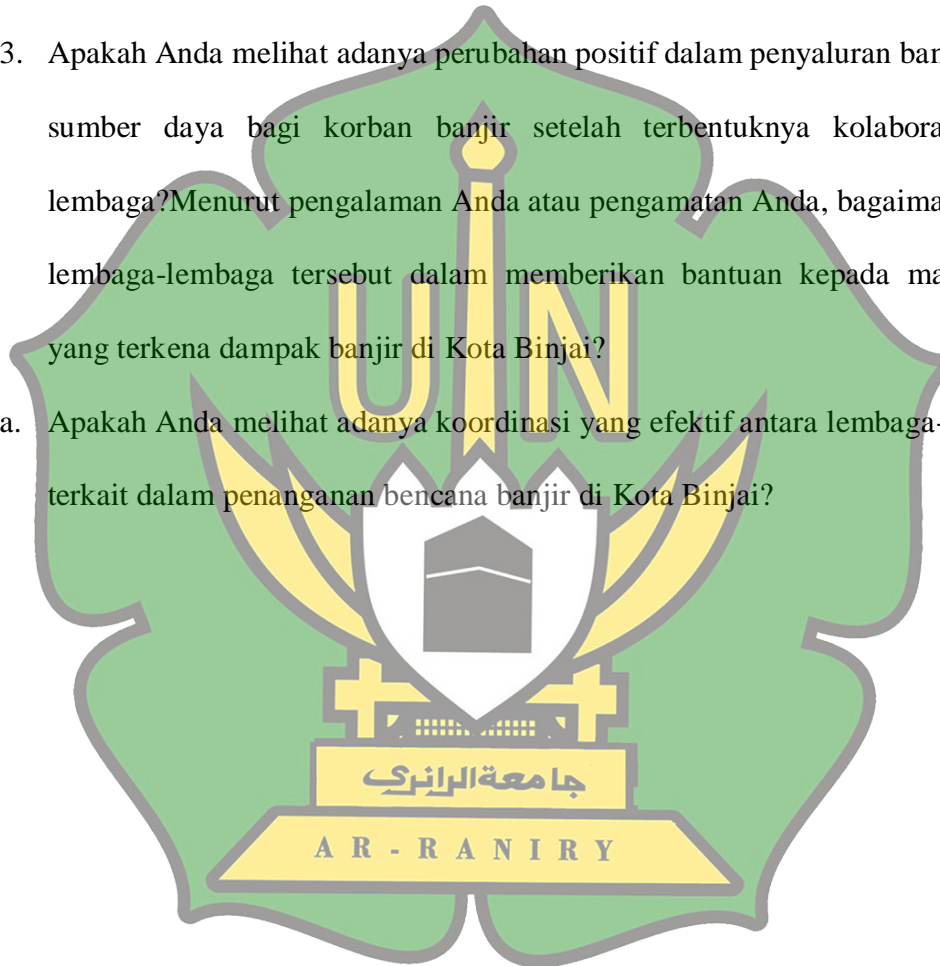 3. Apakah Anda melihat adanya perubahan positif dalam penyaluran ban
sumber daya bagi korban banjir setelah terbentuknya kolabora
lembaga?Menurut pengalaman Anda atau pengamatan Anda, bagaima
lembaga-lembaga tersebut dalam memberikan bantuan kepada ma
yang terkena dampak banjir di Kota Binjai?
a. Apakah Anda melihat adanya koordinasi yang efektif antara lembaga-
terkait dalam penanganan bencana banjir di Kota Binjai?
UIN
جامعة الرانري
AR-RANIRY